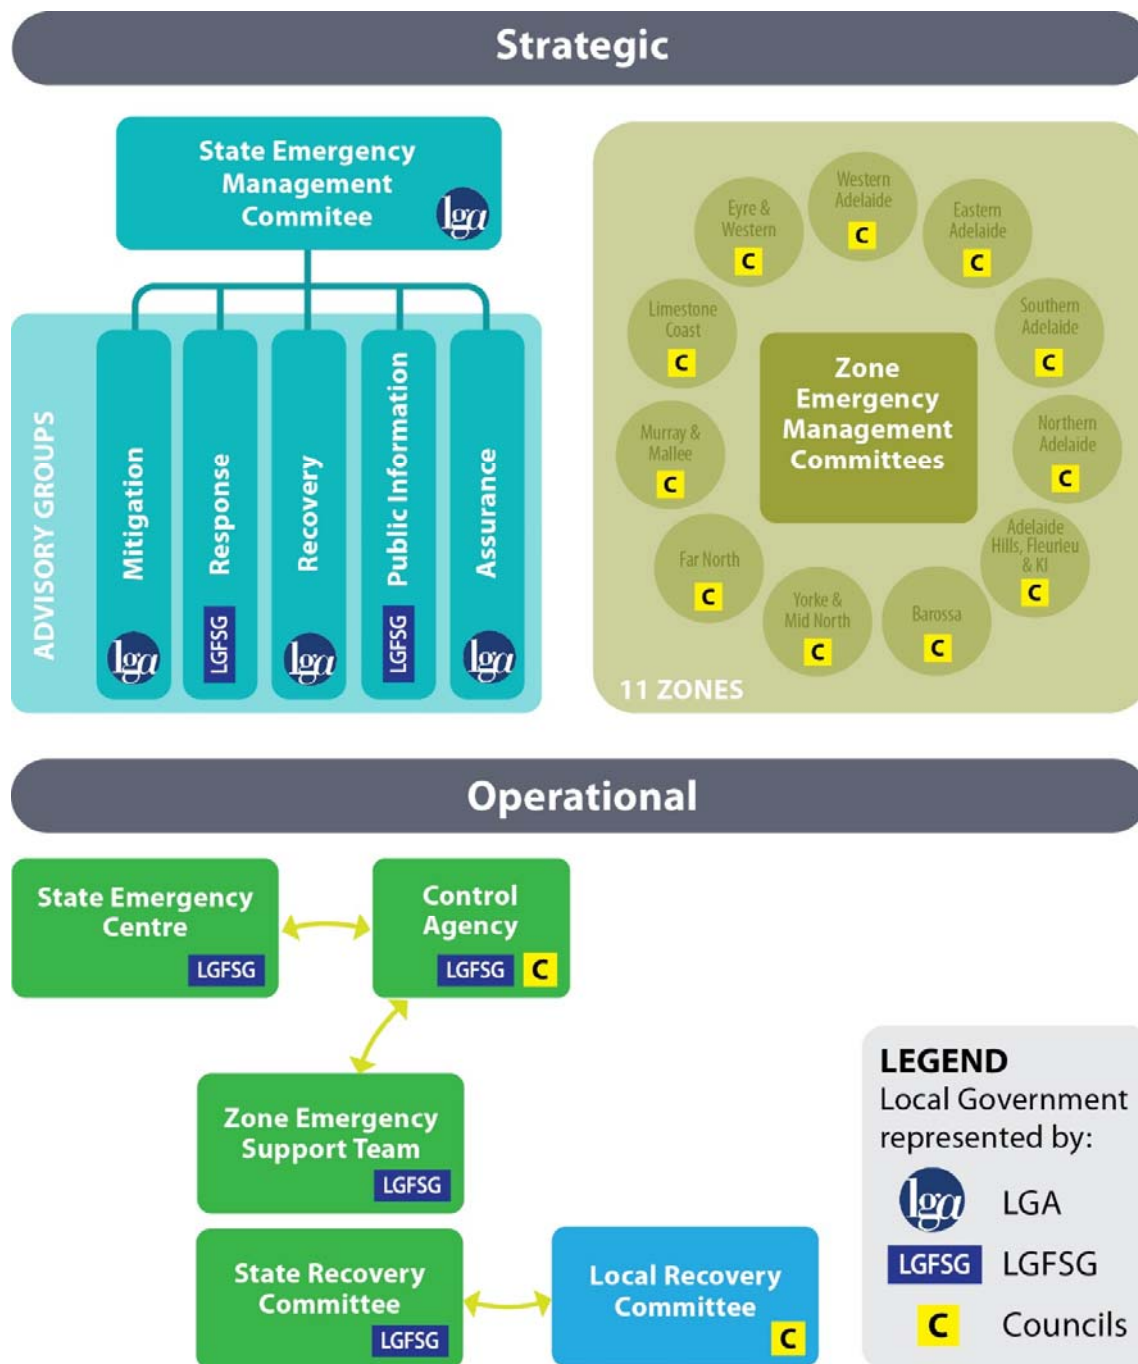 Strategic
State Emergency
Management
Commitee
lga
ADVISORY GROUPS
Mitigation
lga
Response
LGFSG
Recovery
lga
Public Information
LGFSG
Assurance
lga
Western
Adelaide
C
Eastern
Adelaide
C
Southern
Adelaide
C
Northern
Adelaide
C
Adelaide
Hills, Fleurieu
& KI
C
Barossa
C
Yorke &
Mid North
C
Far North
C
Murray &
Mallee
C
Limestone
Coast
C
Eyre &
Western
C
Zone
Emergency
Management
Committees
11 ZONES
Operational
State Emergency
Centre
LGFSG
Control
Agency
LGFSG C
Zone Emergency
Support Team
LGFSG
State Recovery
Committee
LGFSG
Local Recovery
Committee
C
LEGEND
Local Government
represented by:
lga LGA
LGFSG LGFSG
C Councils